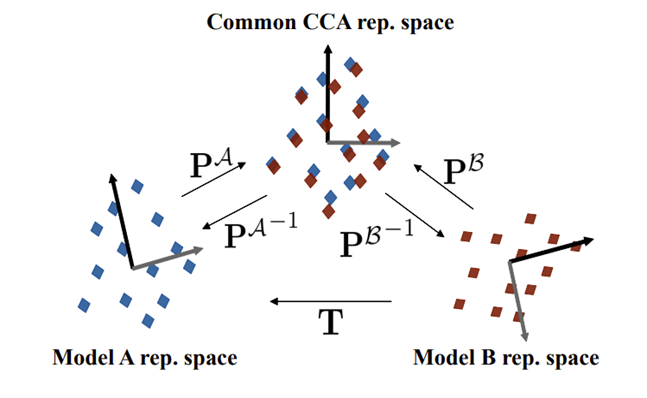 Common CCA rep. space
P^𝒜
P^𝒜⁻¹
P^ℬ
P^ℬ⁻¹
T
Model A rep. space
Model B rep. space